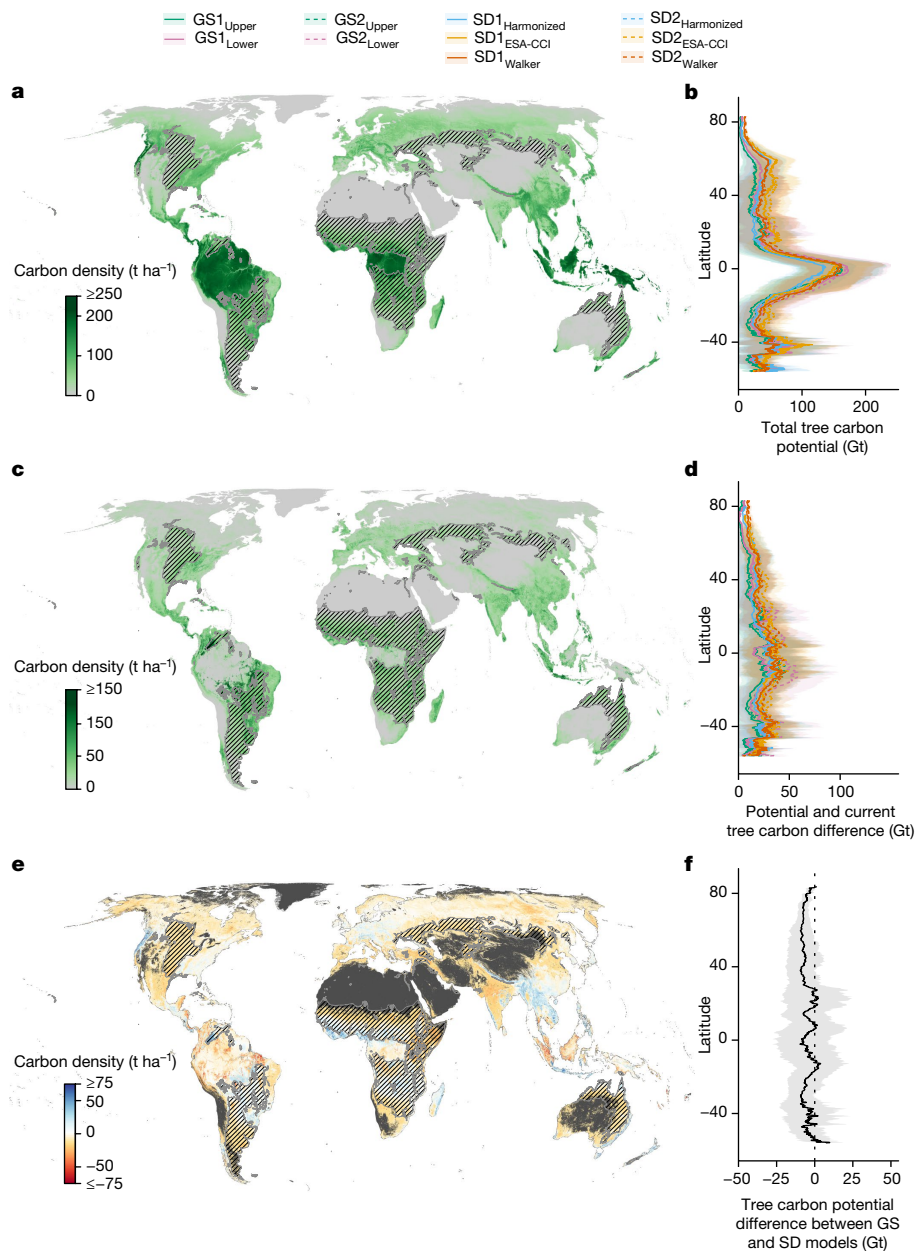 GS1Upper GS2Upper SD1Harmonized SD2Harmonized
GS1Lower GS2Lower SD1ESA-CCI SD2ESA-CCI
SD1Walker SD2Walker
a
Carbon density (t ha−1)
≥250
200
100
0
b
80
40
0
−40
Latitude
0 100 200
Total tree carbon
potential (Gt)
c
Carbon density (t ha−1)
≥150
150
50
0
d
80
40
0
−40
Latitude
0 50 100
Potential and current
tree carbon difference (Gt)
e
Carbon density (t ha−1)
≥75
50
0
−50
≤−75
f
80
40
0
−40
Latitude
−50 −25 0 25 50
Tree carbon potential
difference between GS
and SD models (Gt)